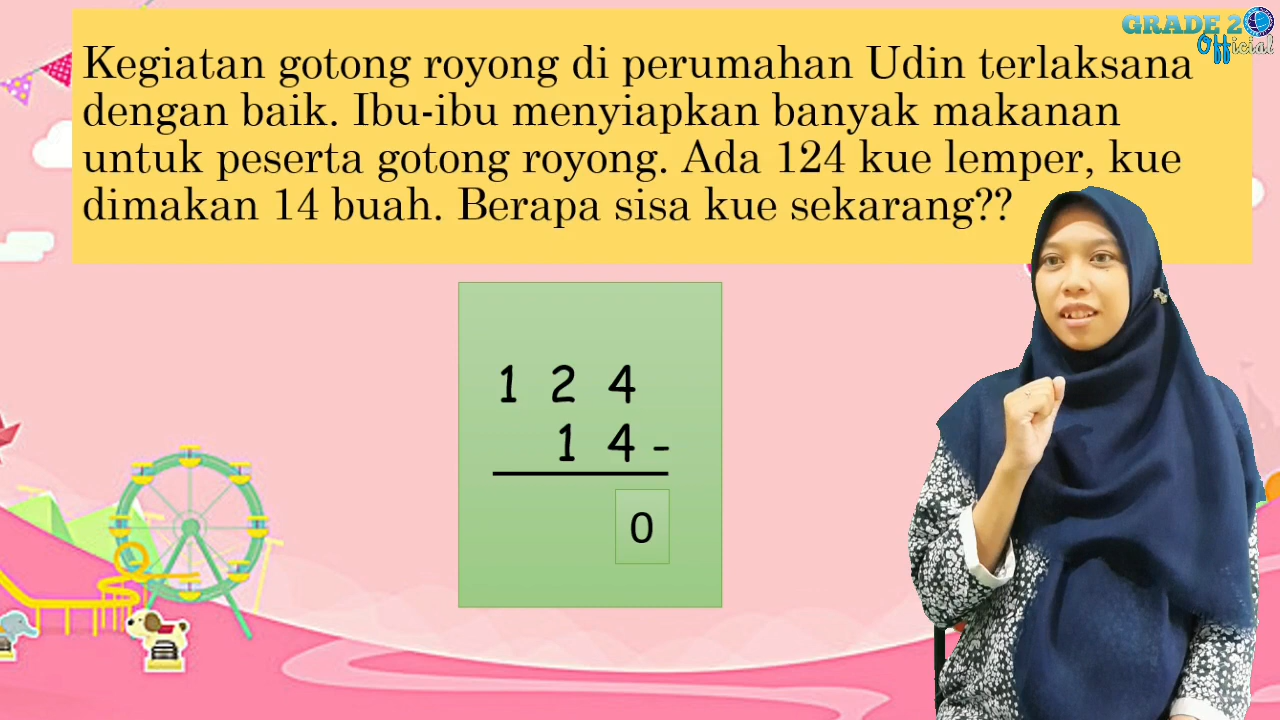 GRADE 2
Official
Kegiatan gotong royong di perumahan Udin terlaksana
dengan baik. Ibu-ibu menyiapkan banyak makanan
untuk peserta gotong royong. Ada 124 kue lemper, kue
dimakan 14 buah. Berapa sisa kue sekarang??
1 2 4
1 4 -
0